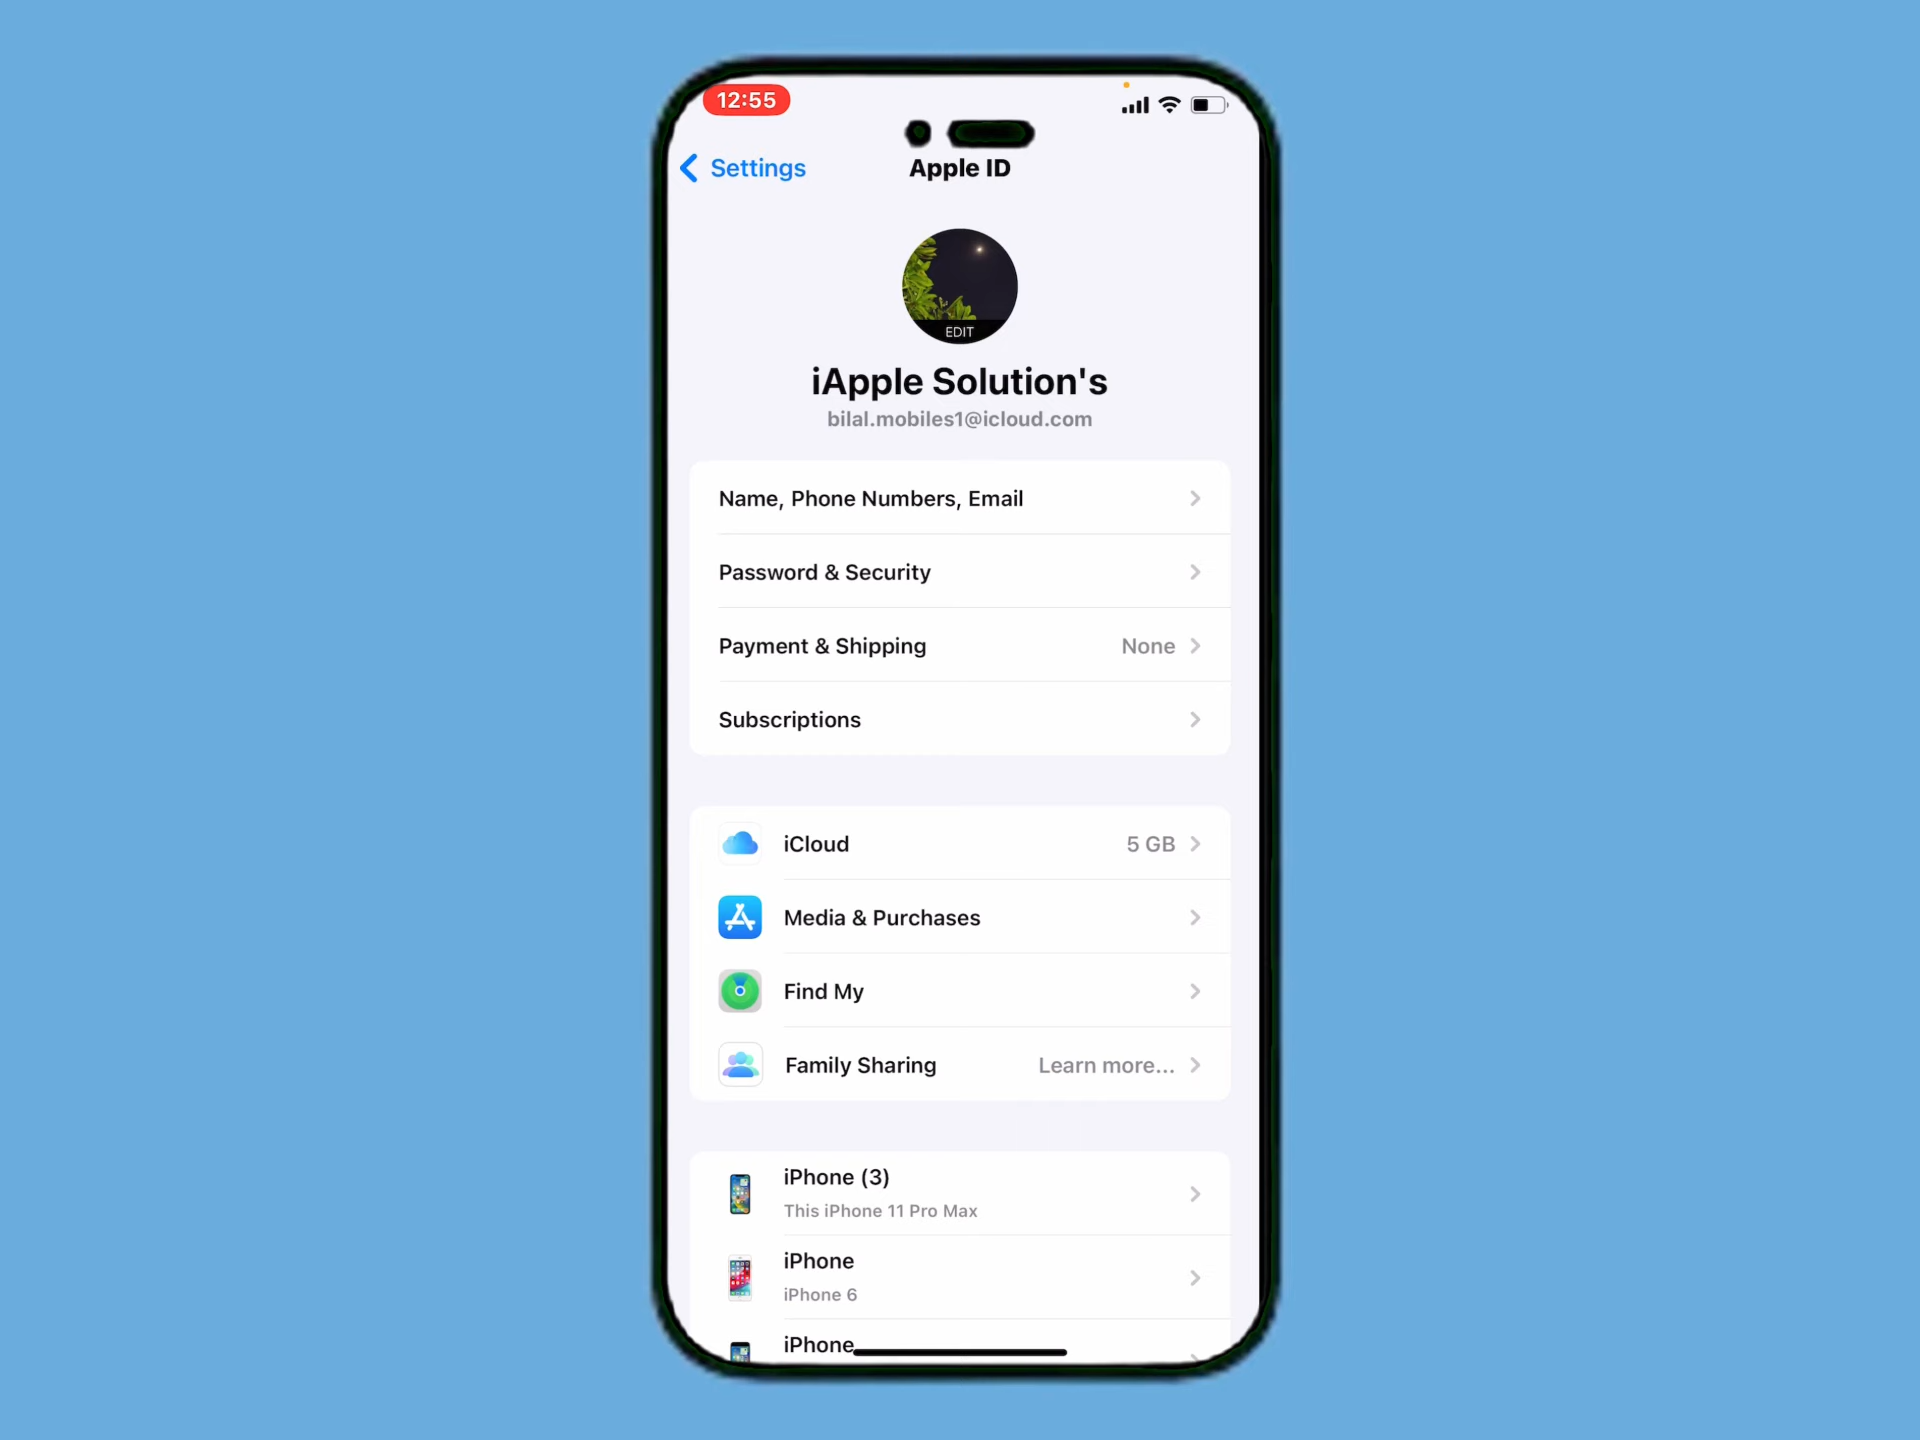 12:55
Settings
Apple ID
EDIT
iApple Solution's
bilal.mobiles1@icloud.com
Name, Phone Numbers, Email
Password & Security
Payment & Shipping None
Subscriptions
iCloud 5 GB
Media & Purchases
Find My
Family Sharing Learn more...
iPhone (3)
This iPhone 11 Pro Max
iPhone
iPhone 6
iPhone